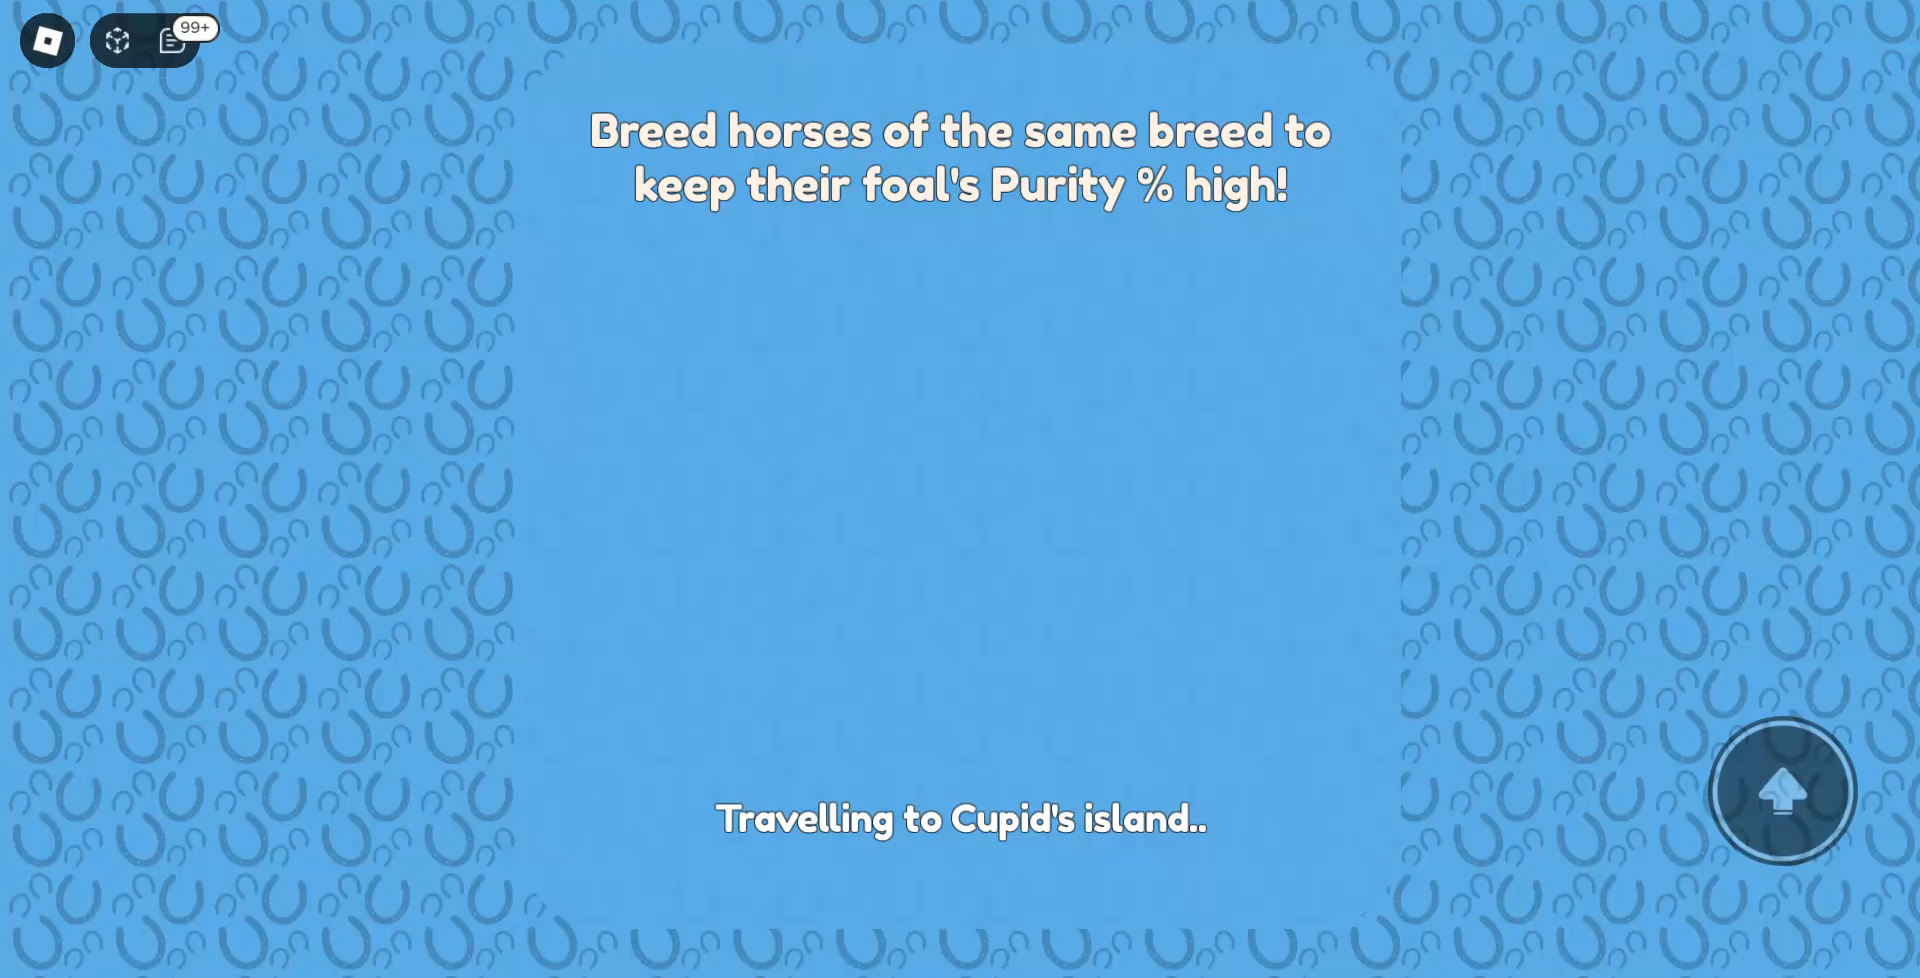 99+
Breed horses of the same breed to
keep their foal's Purity % high!
Travelling to Cupid's island..